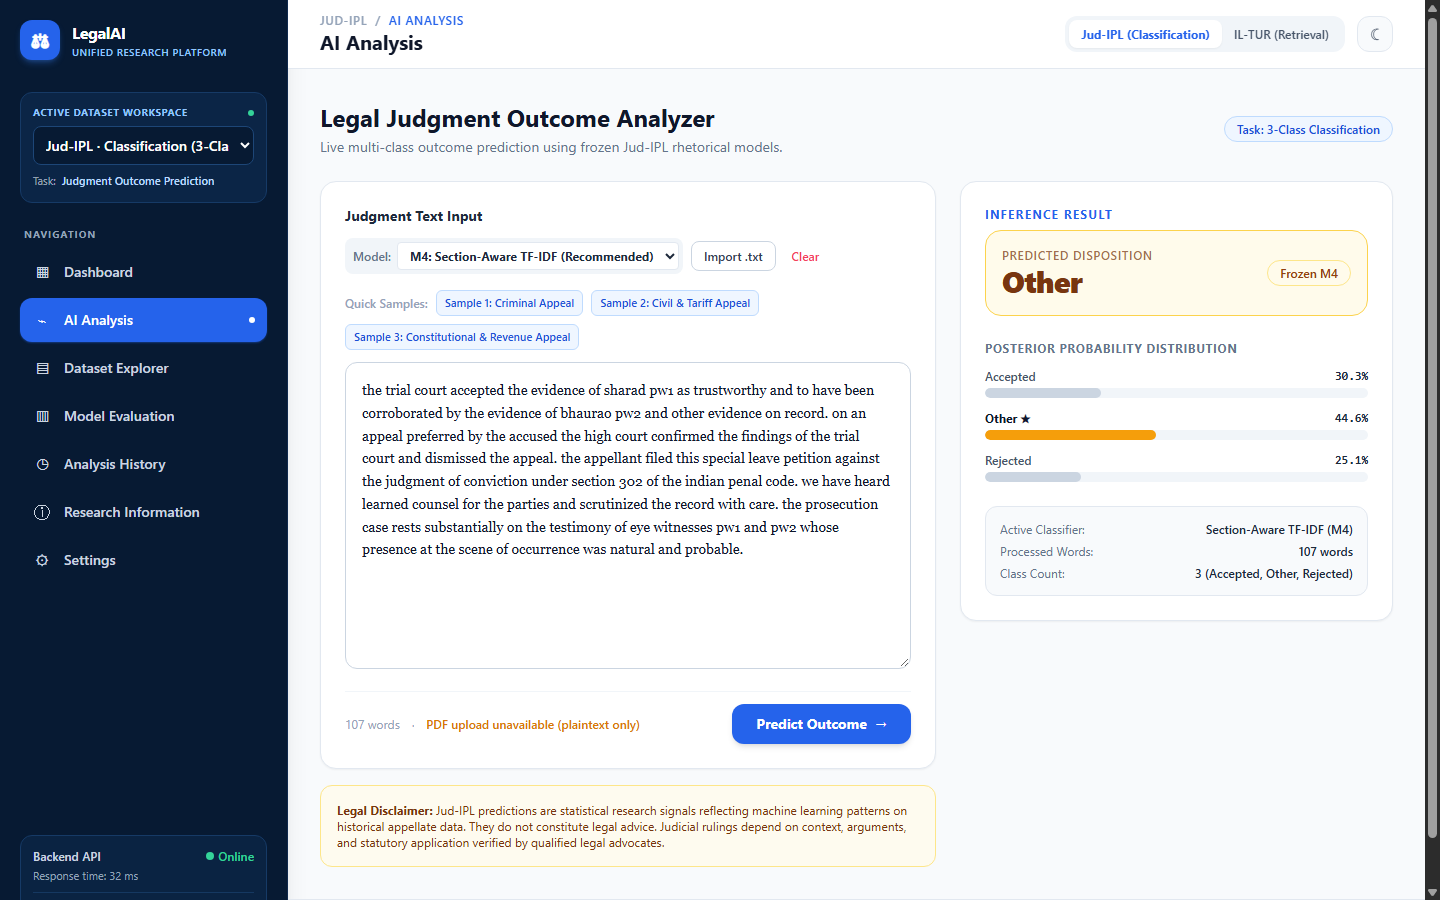 LegalAI
UNIFIED RESEARCH PLATFORM
ACTIVE DATASET WORKSPACE
Jud-IPL · Classification (3-Cla
Task: Judgment Outcome Prediction
NAVIGATION
Dashboard
AI Analysis
Dataset Explorer
Model Evaluation
Analysis History
Research Information
Settings
Backend API
Online
Response time: 32 ms
JUD-IPL / AI ANALYSIS
AI Analysis
Jud-IPL (Classification)
IL-TUR (Retrieval)
Legal Judgment Outcome Analyzer
Live multi-class outcome prediction using frozen Jud-IPL rhetorical models.
Task: 3-Class Classification
Judgment Text Input
Model: M4: Section-Aware TF-IDF (Recommended)
Import .txt
Clear
Quick Samples: Sample 1: Criminal Appeal
Sample 2: Civil & Tariff Appeal
Sample 3: Constitutional & Revenue Appeal
the trial court accepted the evidence of sharad pw1 as trustworthy and to have been
corroborated by the evidence of bhaurao pw2 and other evidence on record. on an
appeal preferred by the accused the high court confirmed the findings of the trial
court and dismissed the appeal. the appellant filed this special leave petition against
the judgment of conviction under section 302 of the indian penal code. we have heard
learned counsel for the parties and scrutinized the record with care. the prosecution
case rests substantially on the testimony of eye witnesses pw1 and pw2 whose
presence at the scene of occurrence was natural and probable.
107 words · PDF upload unavailable (plaintext only)
Predict Outcome →
Legal Disclaimer: Jud-IPL predictions are statistical research signals reflecting machine learning patterns on
historical appellate data. They do not constitute legal advice. Judicial rulings depend on context, arguments,
and statutory application verified by qualified legal advocates.
INFERENCE RESULT
PREDICTED DISPOSITION
Other
Frozen M4
POSTERIOR PROBABILITY DISTRIBUTION
Accepted 30.3%
Other ★ 44.6%
Rejected 25.1%
Active Classifier: Section-Aware TF-IDF (M4)
Processed Words: 107 words
Class Count: 3 (Accepted, Other, Rejected)